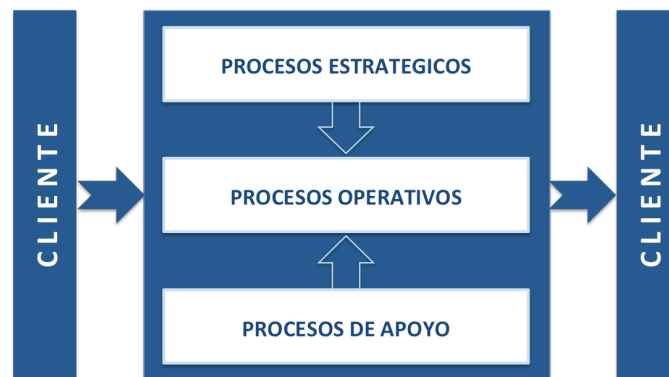 CLIENTE
PROCESOS ESTRATEGICOS
PROCESOS OPERATIVOS
PROCESOS DE APOYO
CLIENTE